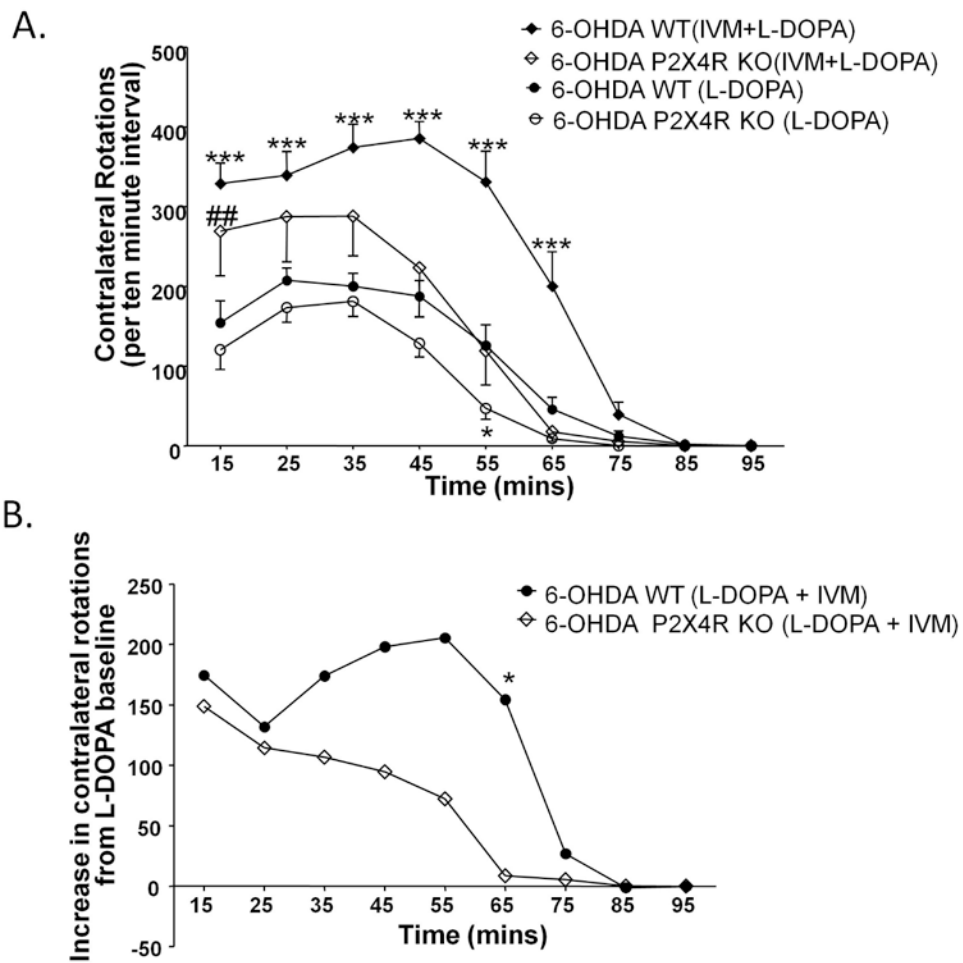 A.
500
400
300
200
100
0
Contralateral Rotations
(per ten minute interval)
6-OHDA WT(IVM+L-DOPA)
6-OHDA P2X4R KO(IVM+L-DOPA)
6-OHDA WT (L-DOPA)
6-OHDA P2X4R KO (L-DOPA)
*** *** *** *** *** ***
##
*
15 25 35 45 55 65 75 85 95
Time (mins)
B.
250
200
150
100
50
0
-50
Increase in contralateral rotations
from L-DOPA baseline
6-OHDA WT (L-DOPA + IVM)
6-OHDA P2X4R KO (L-DOPA + IVM)
*
15 25 35 45 55 65 75 85 95
Time (mins)